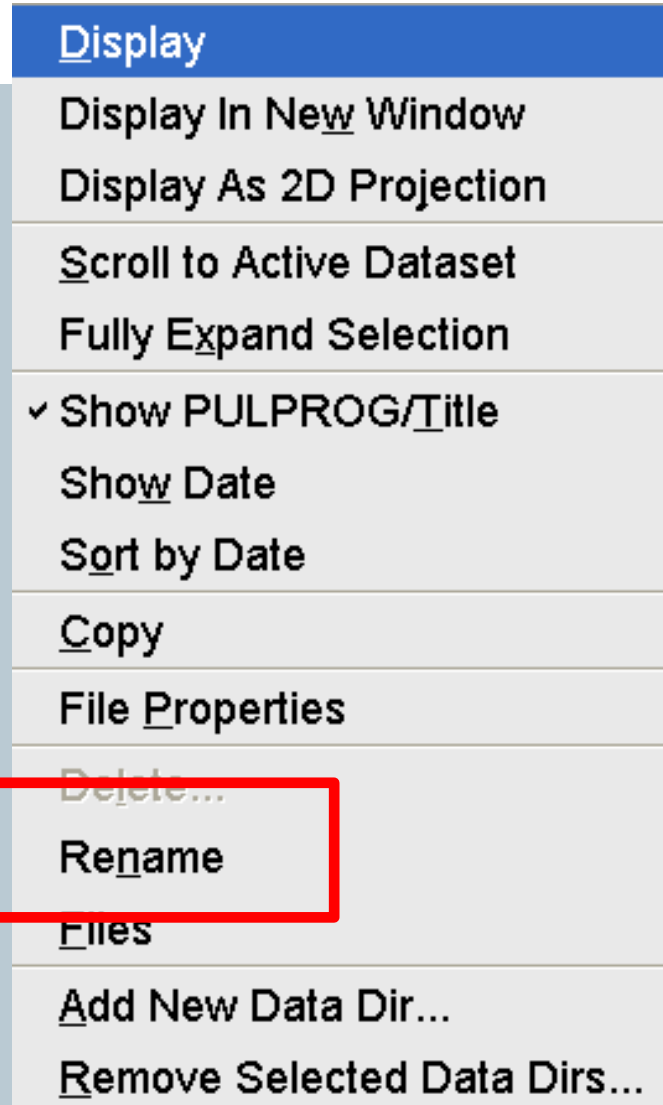 Display
Display In New Window
Display As 2D Projection
Scroll to Active Dataset
Fully Expand Selection
✓ Show PULPROG/Title
Show Date
Sort by Date
Copy
File Properties
Delete...
Rename
Files
Add New Data Dir...
Remove Selected Data Dirs...